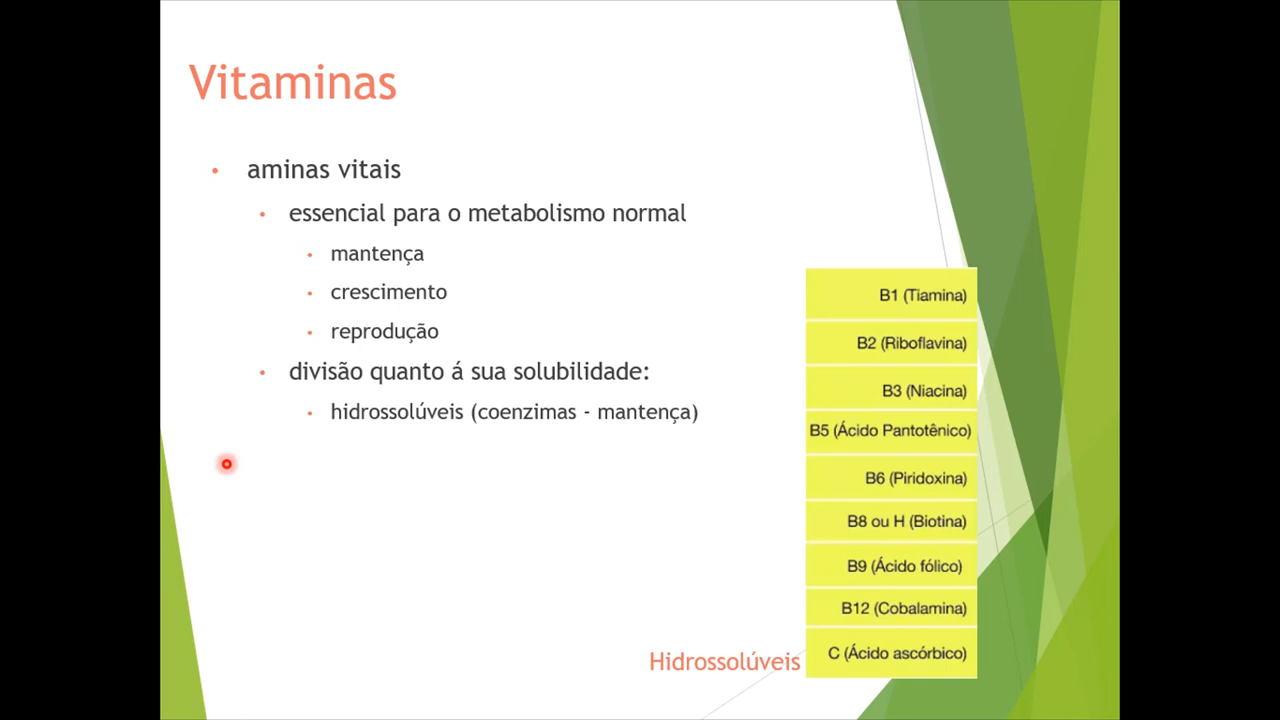 Vitaminas
• aminas vitais
• essencial para o metabolismo normal
• mantença
• crescimento
• reprodução
• divisão quanto á sua solubilidade:
• hidrossolúveis (coenzimas - mantença)
B1 (Tiamina)
B2 (Riboflavina)
B3 (Niacina)
B5 (Ácido Pantotênico)
B6 (Piridoxina)
B8 ou H (Biotina)
B9 (Ácido fólico)
B12 (Cobalamina)
C (Ácido ascórbico)
Hidrossolúveis